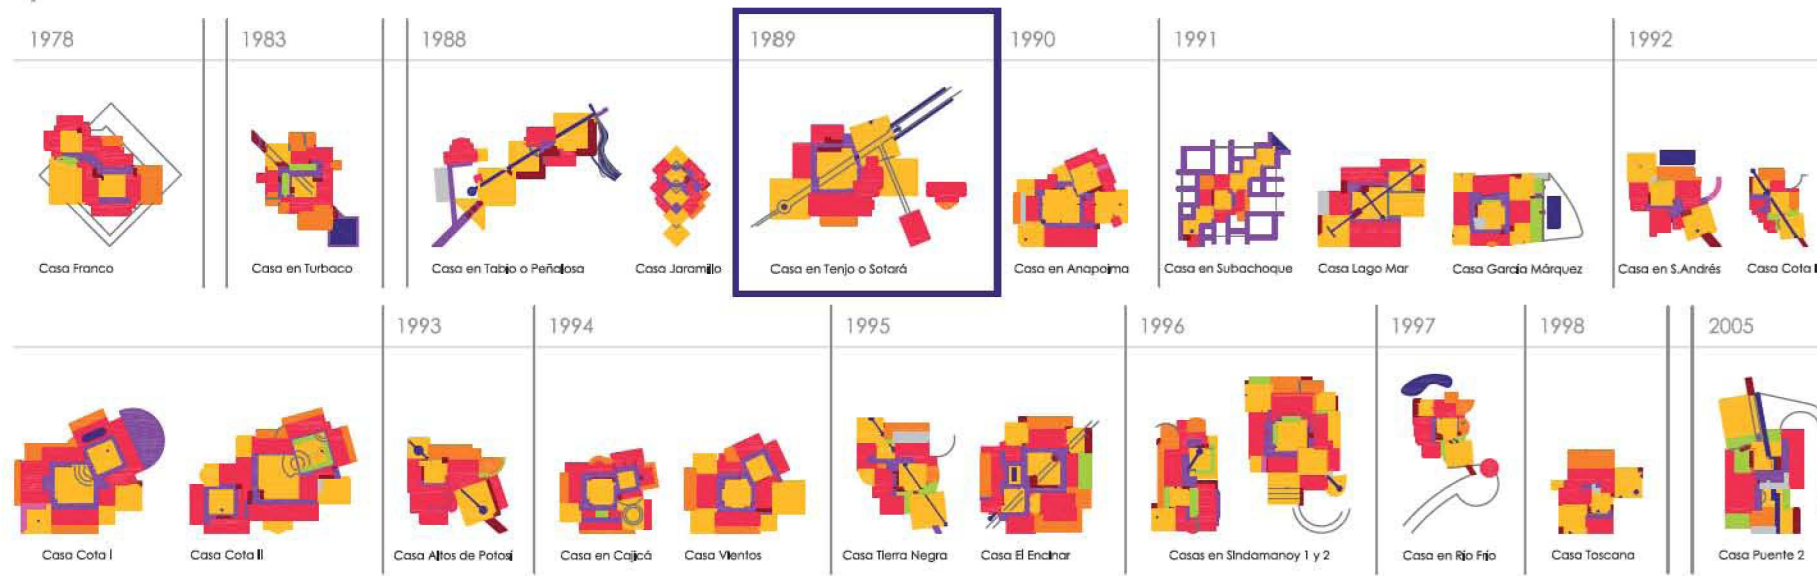 1978 1983 1988 1989 1990 1991 1992
Casa Franco Casa en Turbaco Casa en Tabio o Peñalosa Casa Jaramillo Casa en Tenjo o Sotará Casa en Anapoima Casa en Subachoque Casa Lago Mar Casa García Márquez Casa en S.Andrés Casa Cota
1993 1994 1995 1996 1997 1998 2005
Casa Cota I Casa Cota II Casa Altos de Potosí Casa en Cajicá Casa Vientos Casa Tierra Negra Casa El Encinar Casas en Sindamanoy 1 y 2 Casa en Río Frío Casa Toscana Casa Puente 2